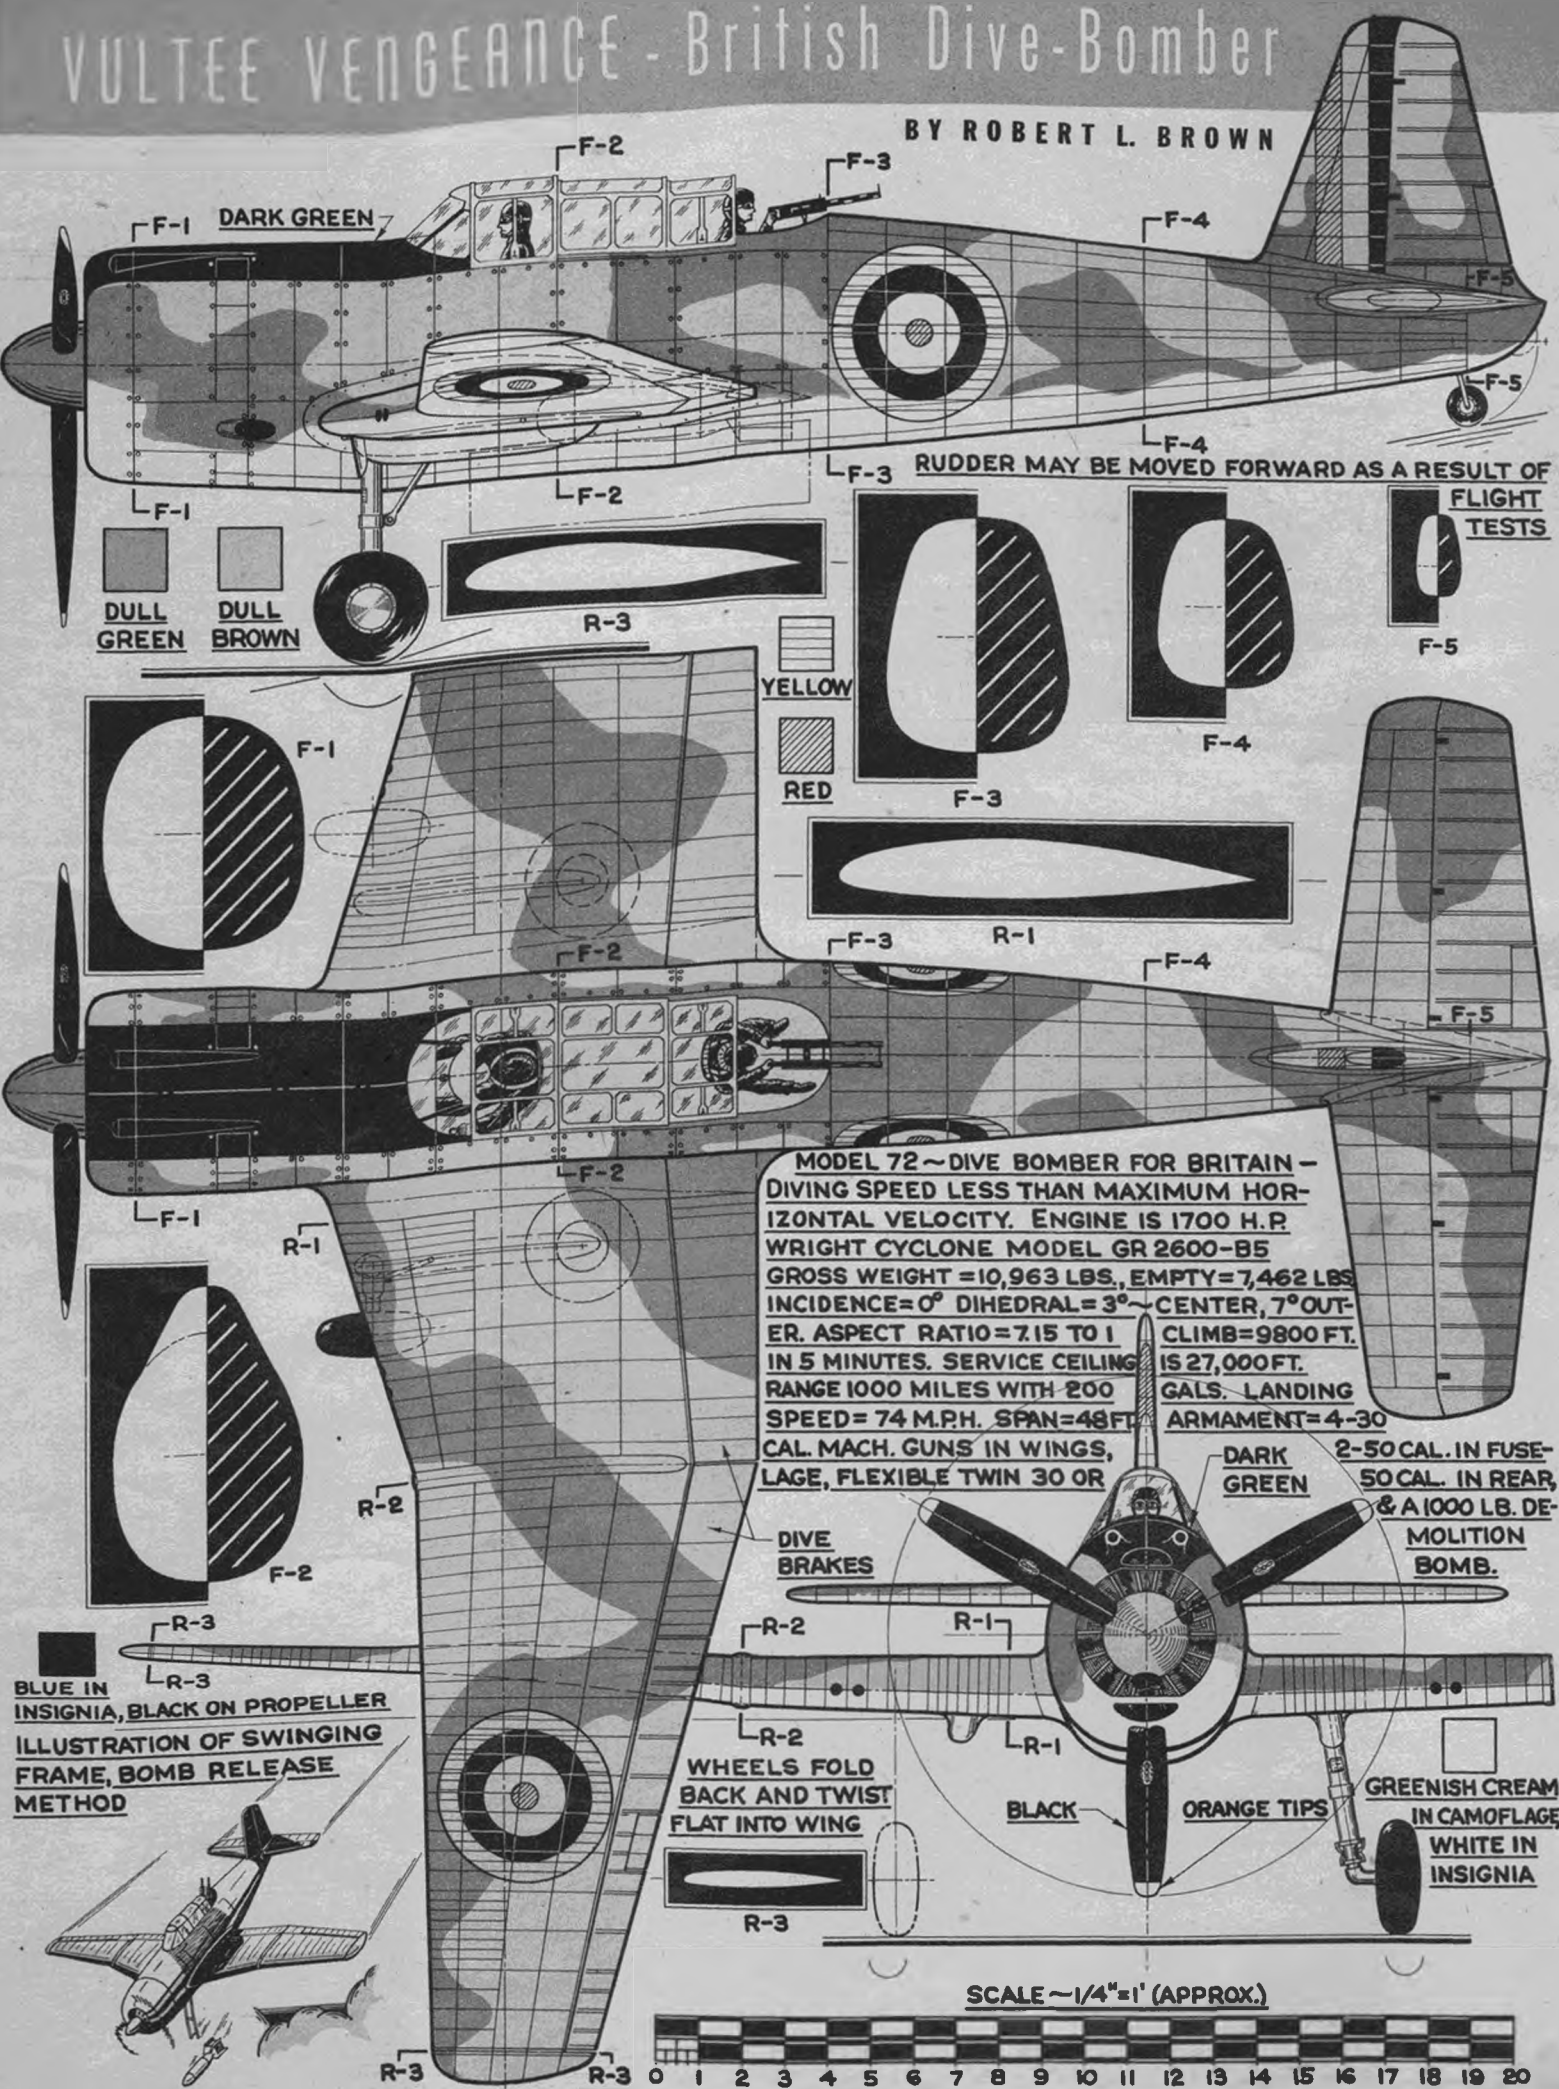 VULTEE VENGEANCE - British Dive-Bomber
BY ROBERT L. BROWN
F-2
F-3
F-1
DARK GREEN
F-4
F-5
F-5
F-4
F-3
F-2
F-1
RUDDER MAY BE MOVED FORWARD AS A RESULT OF
FLIGHT
TESTS
DULL
GREEN
DULL
BROWN
R-3
YELLOW
RED
F-1
F-3
F-4
F-5
R-1
F-2
F-3
F-4
F-5
F-2
F-1
R-1
MODEL 72~DIVE BOMBER FOR BRITAIN-
DIVING SPEED LESS THAN MAXIMUM HOR-
IZONTAL VELOCITY. ENGINE IS 1700 H.P.
WRIGHT CYCLONE MODEL GR 2600-B5
GROSS WEIGHT=10,963 LBS., EMPTY=7,462 LBS
INCIDENCE=0° DIHEDRAL=3°~CENTER, 7° OUT-
ER. ASPECT RATIO=7.15 TO 1 CLIMB=9800 FT.
IN 5 MINUTES. SERVICE CEILING IS 27,000 FT.
RANGE 1000 MILES WITH 200 GALS. LANDING
SPEED=74 M.P.H. SPAN=48 FT ARMAMENT=4-30
CAL. MACH. GUNS IN WINGS, 2-50 CAL. IN FUSE-
LAGE, FLEXIBLE TWIN 30 OR 50 CAL. IN REAR,
& A 1000 LB. DE-
MOLITION
BOMB.
DARK
GREEN
R-2
DIVE
BRAKES
F-2
R-3
R-3
R-2
R-1
R-2
R-1
BLUE IN
INSIGNIA, BLACK ON PROPELLER
ILLUSTRATION OF SWINGING
FRAME, BOMB RELEASE
METHOD
WHEELS FOLD
BACK AND TWIST
FLAT INTO WING
R-3
BLACK
ORANGE TIPS
GREENISH CREAM
IN CAMOFLAGE,
WHITE IN
INSIGNIA
SCALE~1/4"=1' (APPROX.)
R-3
R-3
0 1 2 3 4 5 6 7 8 9 10 11 12 13 14 15 16 17 18 19 20